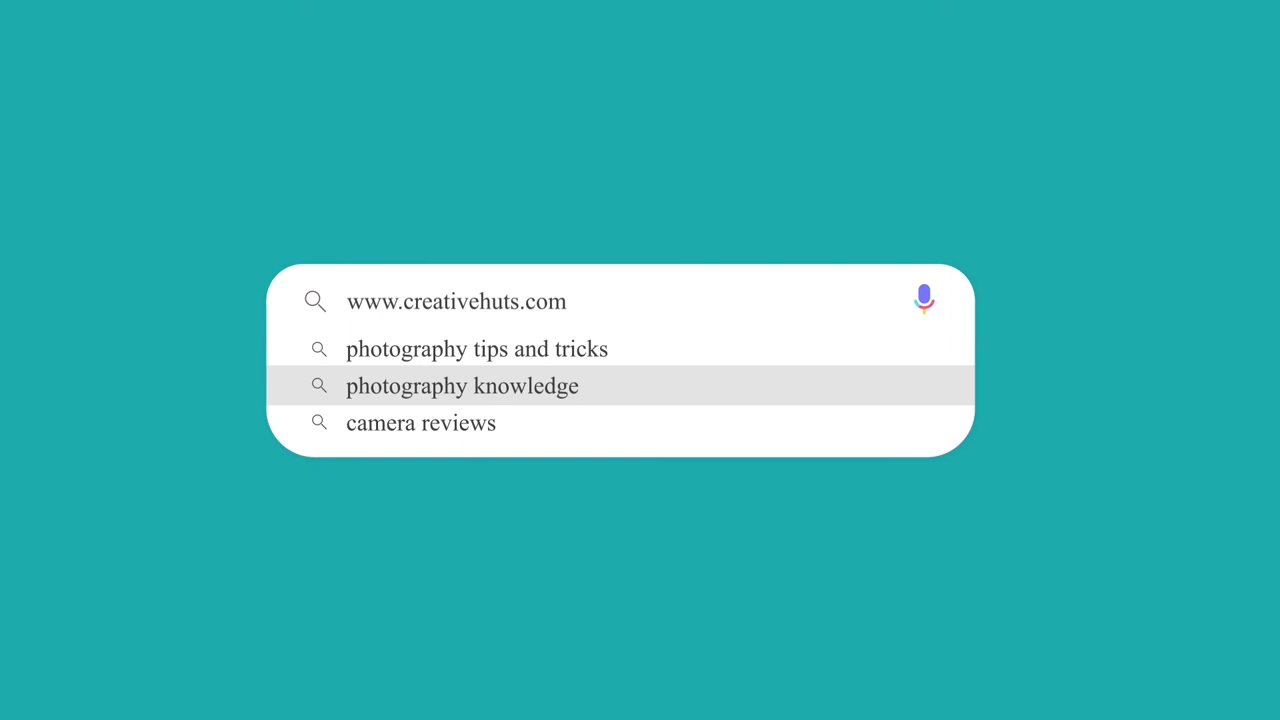 www.creativehuts.com
photography tips and tricks
photography knowledge
camera reviews